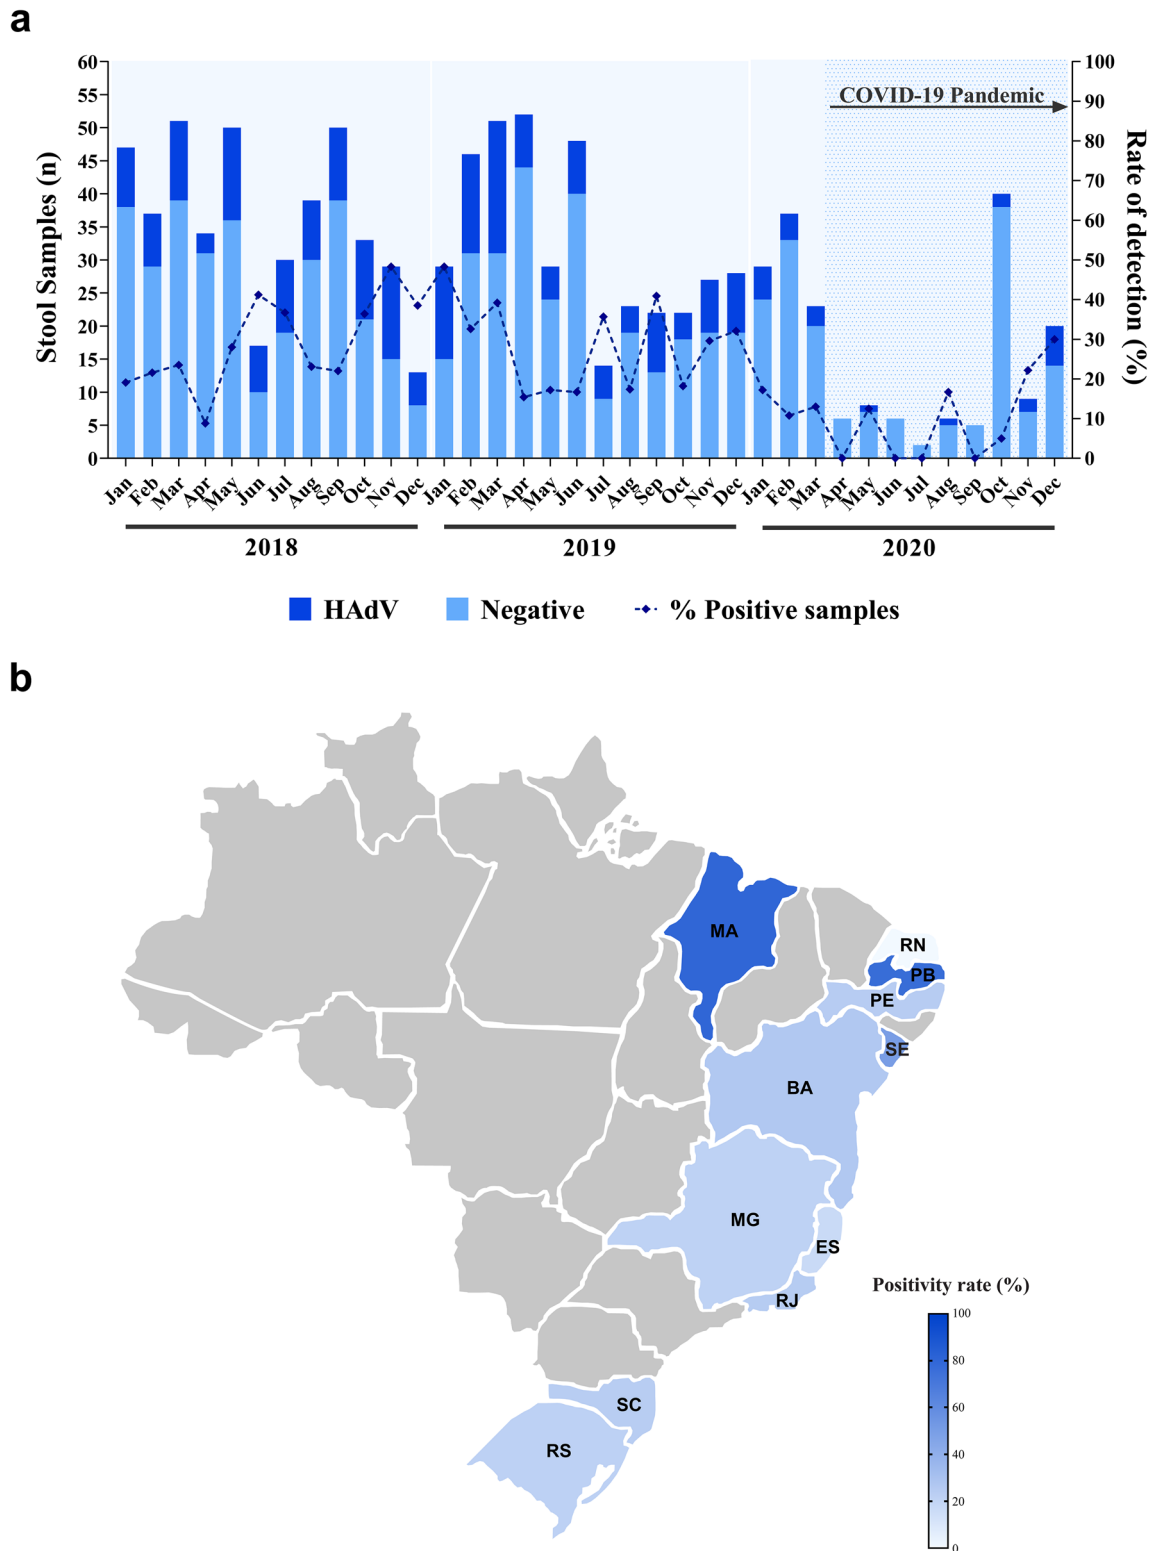 a
COVID-19 Pandemic
Stool Samples (n)
60
55
50
45
40
35
30
25
20
15
10
5
0
100
90
80
70
60
50
40
30
20
10
0
Rate of detection (%)
Jan Feb Mar Apr May Jun Jul Aug Sep Oct Nov Dec Jan Feb Mar Apr May Jun Jul Aug Sep Oct Nov Dec Jan Feb Mar Apr May Jun Jul Aug Sep Oct Nov Dec
2018 2019 2020
HAdV Negative % Positive samples
b
MA
RN
PB
PE
SE
BA
MG
ES
RJ
SC
RS
Positivity rate (%)
100
80
60
40
20
0